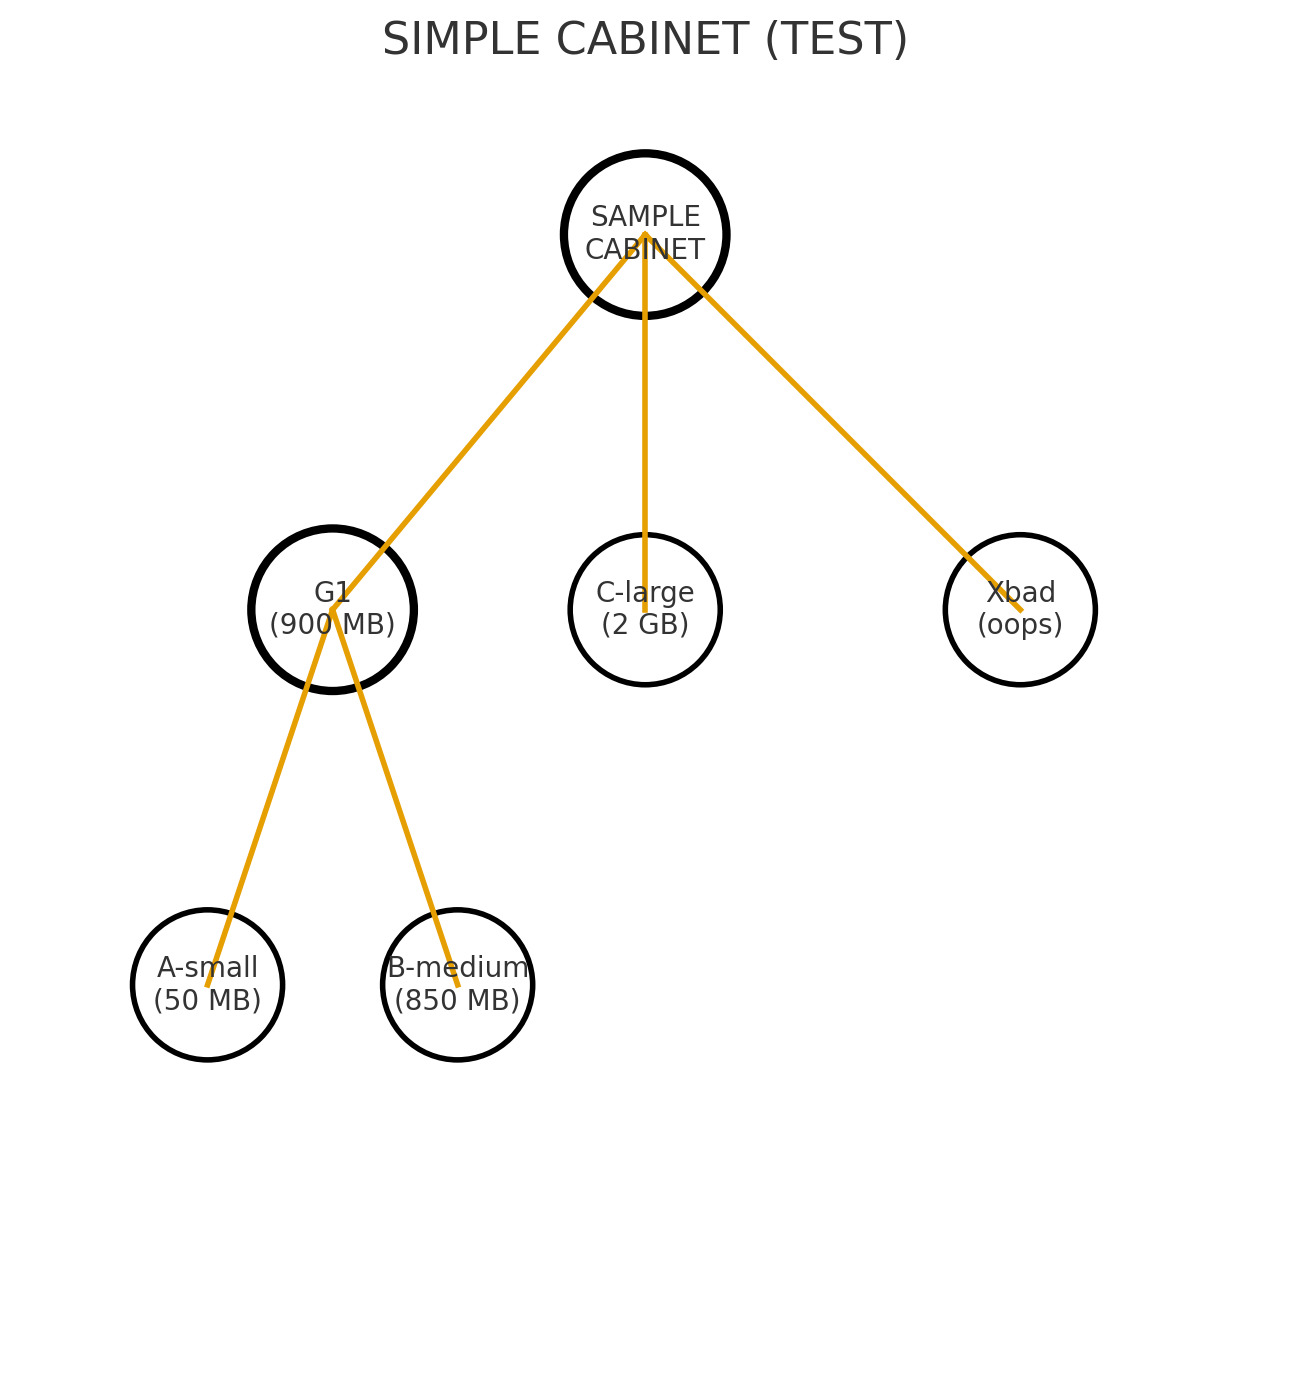 SIMPLE CABINET (TEST)
SAMPLE
CABINET
G1
(900 MB)
C-large
(2 GB)
Xbad
(oops)
A-small
(50 MB)
B-medium
(850 MB)